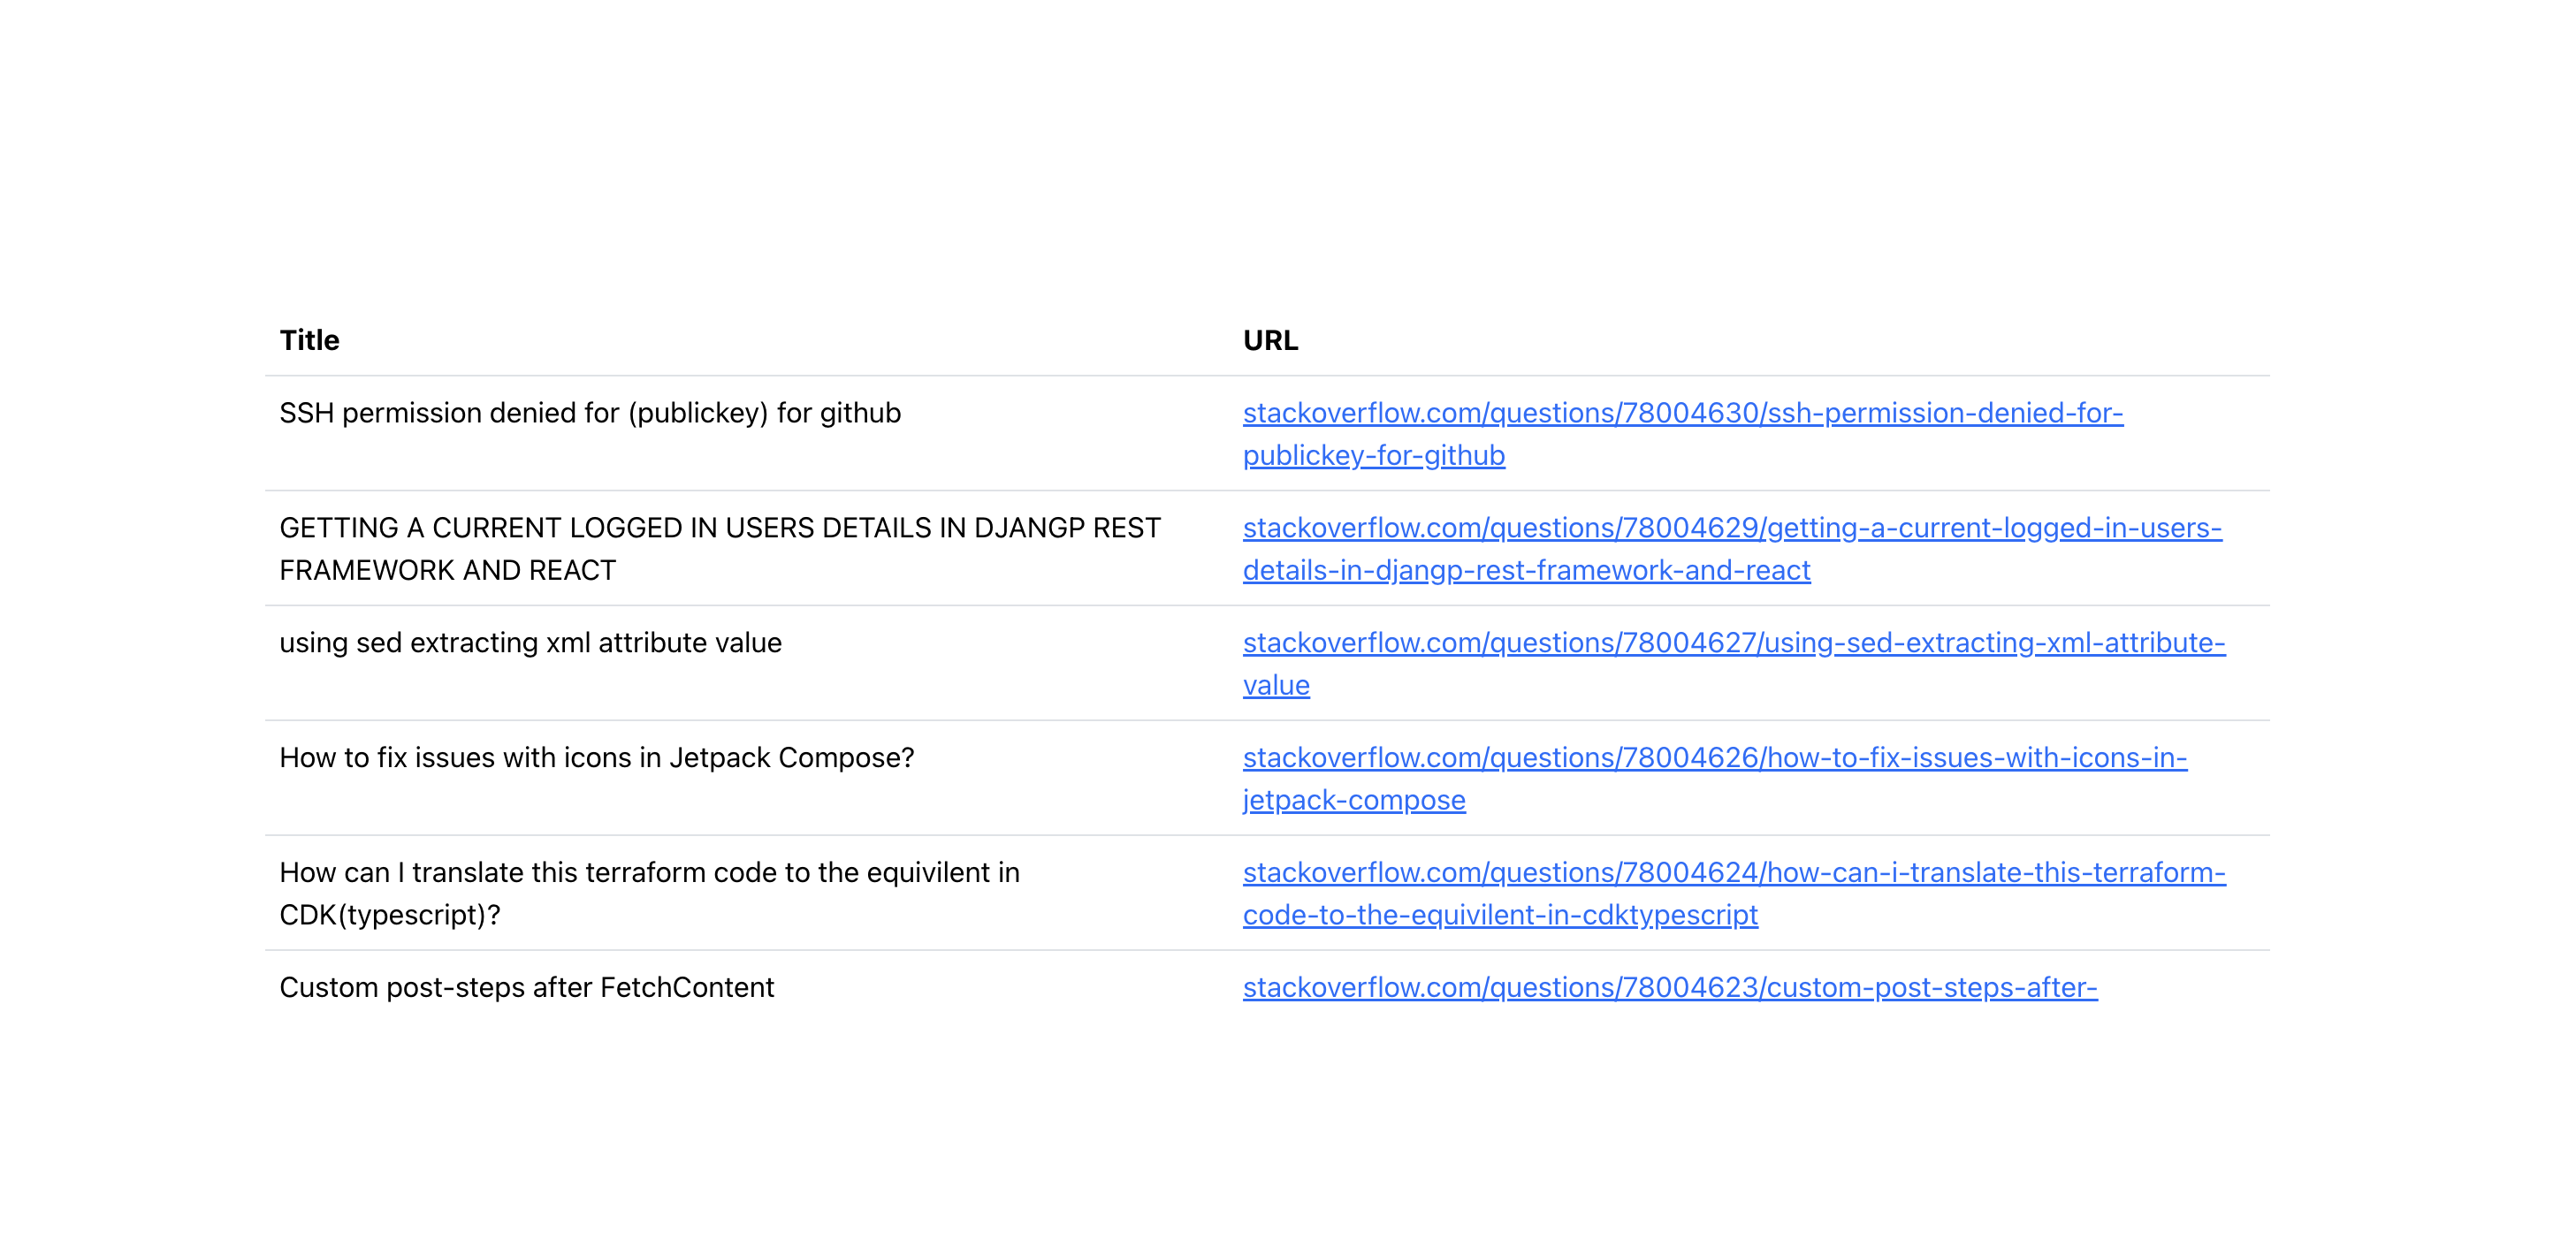 Title
URL
SSH permission denied for (publickey) for github
stackoverflow.com/questions/78004630/ssh-permission-denied-for-
publickey-for-github
GETTING A CURRENT LOGGED IN USERS DETAILS IN DJANGP REST
FRAMEWORK AND REACT
stackoverflow.com/questions/78004629/getting-a-current-logged-in-users-
details-in-djangp-rest-framework-and-react
using sed extracting xml attribute value
stackoverflow.com/questions/78004627/using-sed-extracting-xml-attribute-
value
How to fix issues with icons in Jetpack Compose?
stackoverflow.com/questions/78004626/how-to-fix-issues-with-icons-in-
jetpack-compose
How can I translate this terraform code to the equivilent in
CDK(typescript)?
stackoverflow.com/questions/78004624/how-can-i-translate-this-terraform-
code-to-the-equivilent-in-cdktypescript
Custom post-steps after FetchContent
stackoverflow.com/questions/78004623/custom-post-steps-after-